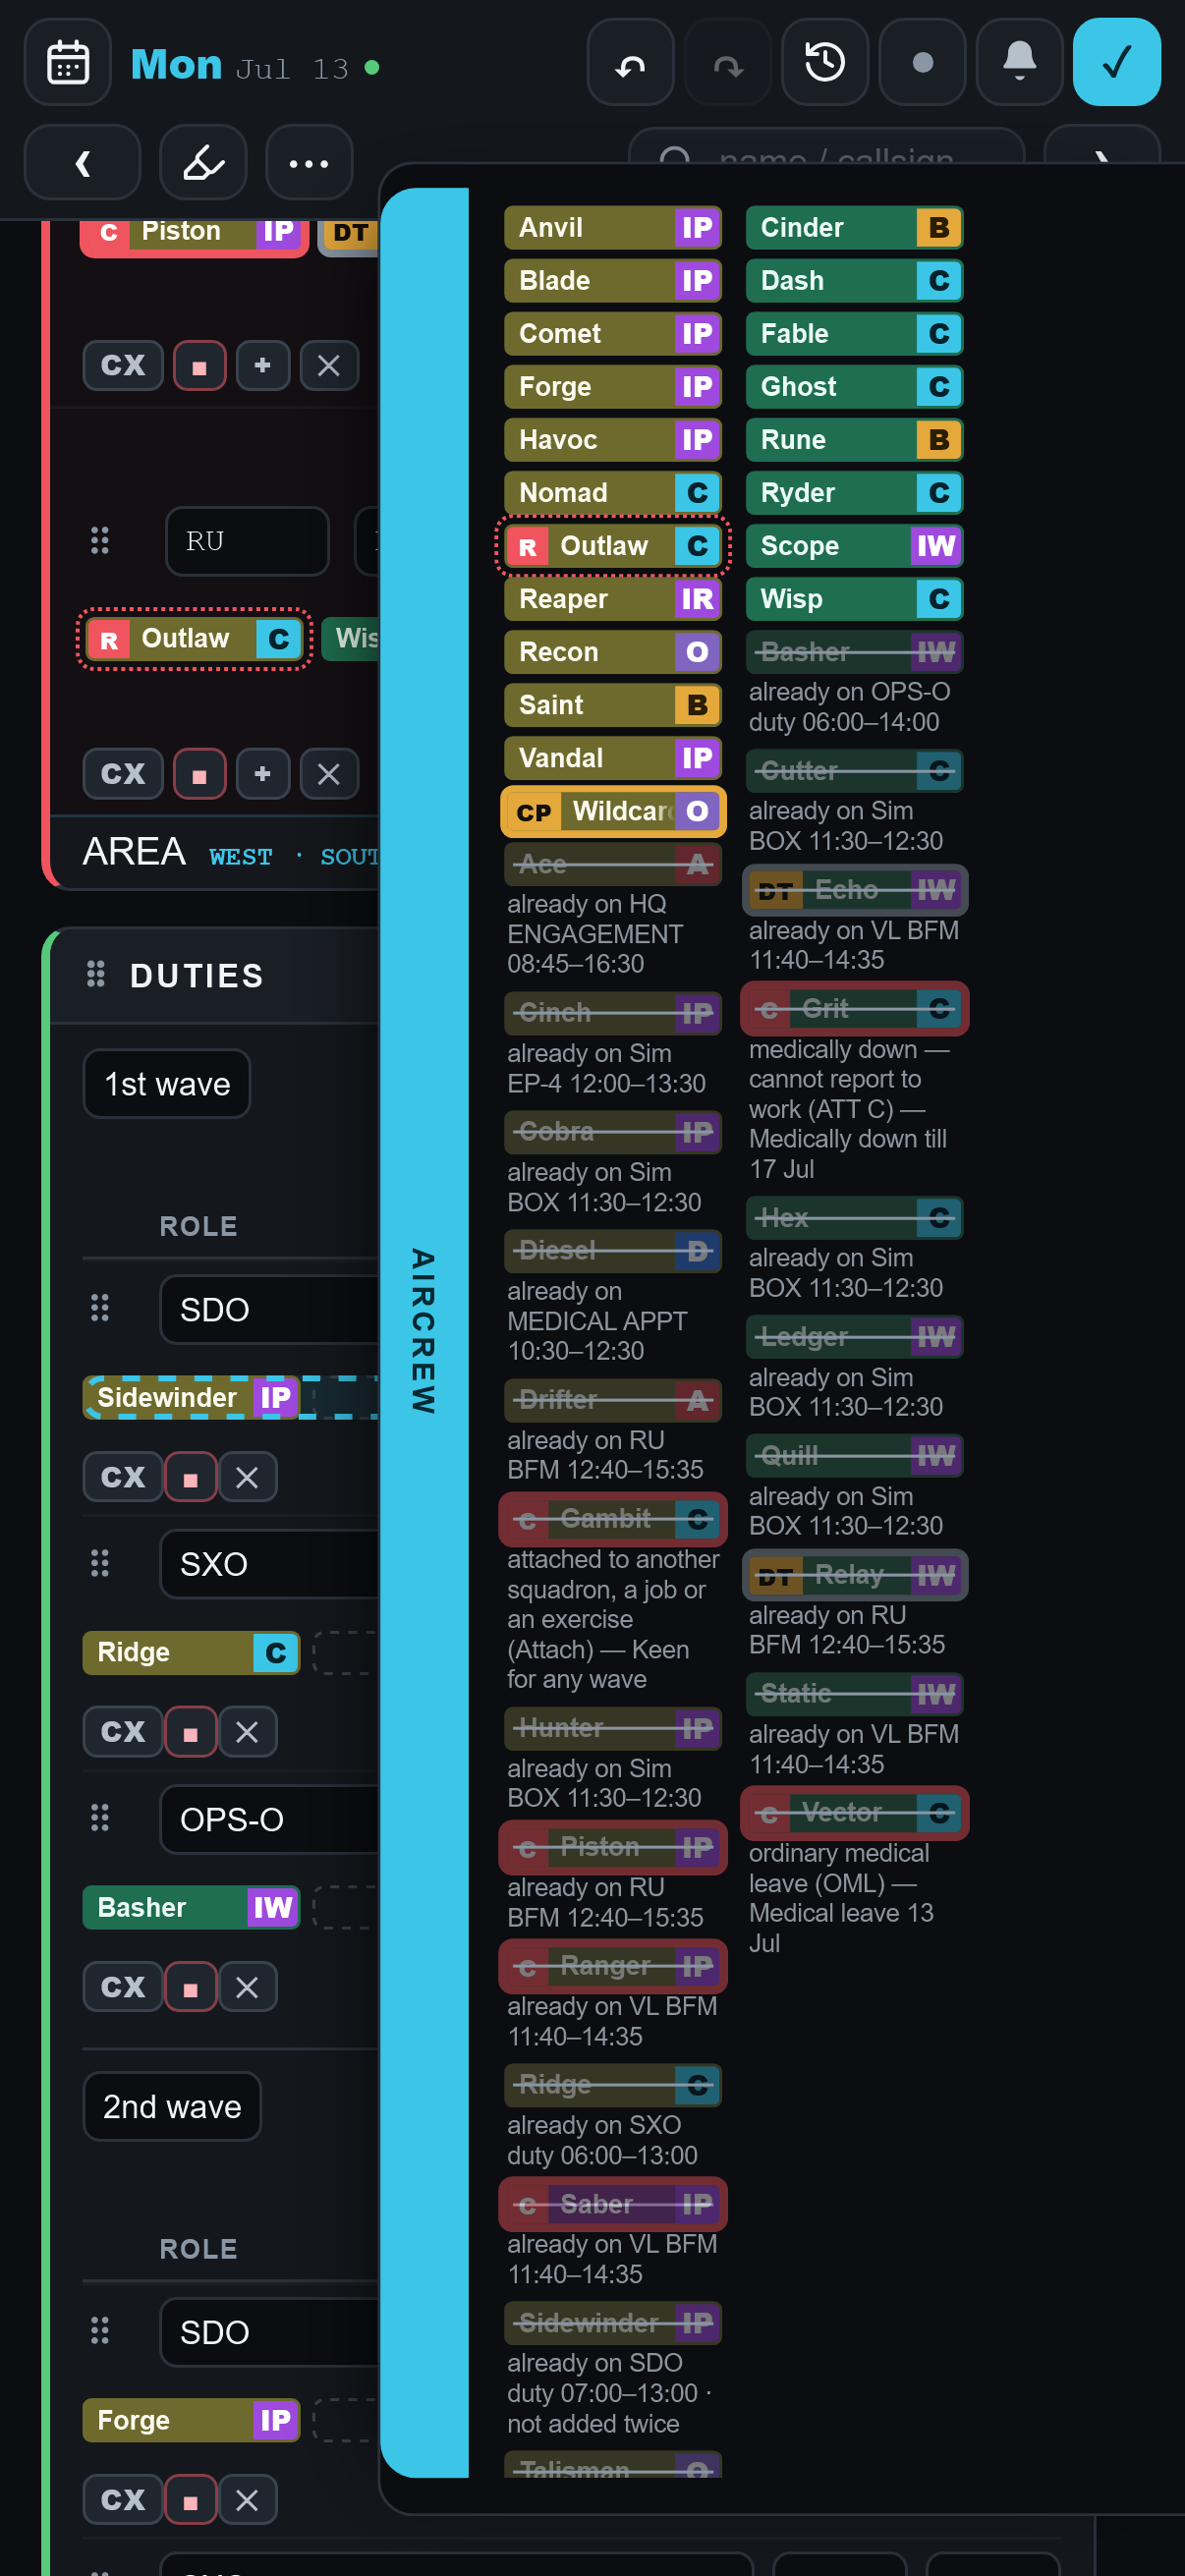 Mon Jul 13
name / callsign
C Piston IP DT
CX
RU
R Outlaw C
CX
AREA WEST · SOUT
DUTIES
1st wave
ROLE
SDO
Sidewinder IP
CX
SXO
Ridge C
CX
OPS-O
Basher IW
CX
2nd wave
ROLE
SDO
Forge IP
CX
AIRCREW
Anvil IP
Blade IP
Comet IP
Forge IP
Havoc IP
Nomad C
R Outlaw C
Reaper IR
Recon O
Saint B
Vandal IP
CP Wildcar O
Ace A
already on HQ
ENGAGEMENT
08:45–16:30
Cinch IP
already on Sim
EP-4 12:00–13:30
Cobra IP
already on Sim
BOX 11:30–12:30
Diesel D
already on
MEDICAL APPT
10:30–12:30
Drifter A
already on RU
BFM 12:40–15:35
C Gambit C
attached to another
squadron, a job or
an exercise
(Attach) — Keen
for any wave
Hunter IP
already on Sim
BOX 11:30–12:30
C Piston IP
already on RU
BFM 12:40–15:35
C Ranger IP
already on VL BFM
11:40–14:35
Ridge C
already on SXO
duty 06:00–13:00
C Saber IP
already on VL BFM
11:40–14:35
Sidewinder IP
already on SDO
duty 07:00–13:00 ·
not added twice
Talisman O
Cinder B
Dash C
Fable C
Ghost C
Rune B
Ryder C
Scope IW
Wisp C
Basher IW
already on OPS-O
duty 06:00–14:00
Cutter C
already on Sim
BOX 11:30–12:30
DT Echo IW
already on VL BFM
11:40–14:35
C Grit C
medically down —
cannot report to
work (ATT C) —
Medically down till
17 Jul
Hex C
already on Sim
BOX 11:30–12:30
Ledger IW
already on Sim
BOX 11:30–12:30
Quill IW
already on Sim
BOX 11:30–12:30
DT Relay IW
already on RU
BFM 12:40–15:35
Static IW
already on VL BFM
11:40–14:35
C Vector C
ordinary medical
leave (OML) —
Medical leave 13
Jul